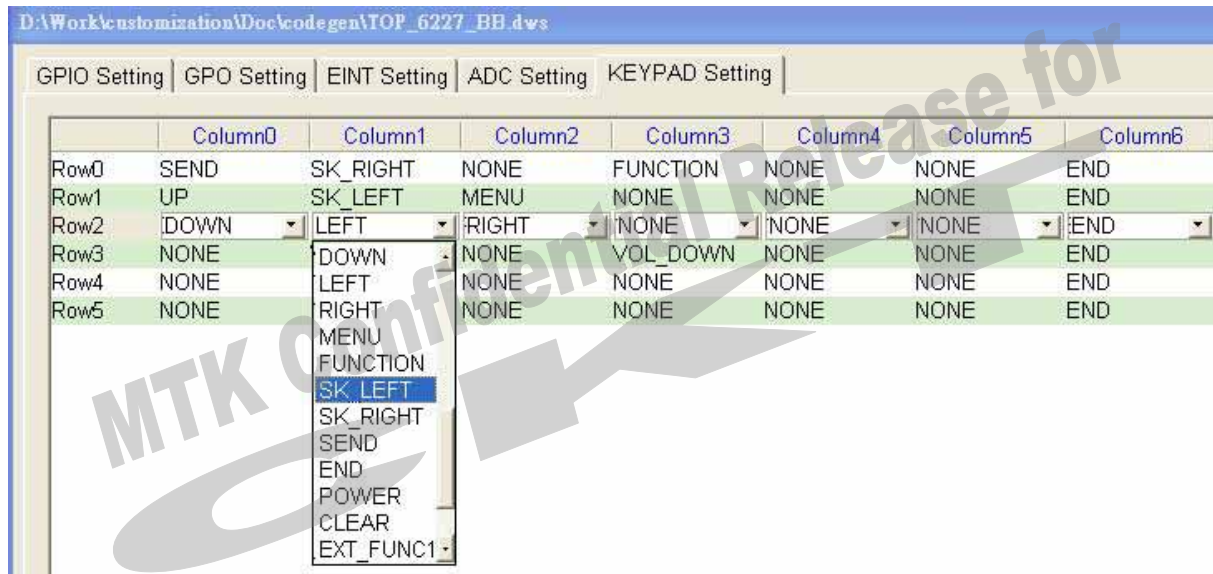 D:\Work\customization\Doc\codegen\TOP_6227_BB.dws
GPIO Setting GPO Setting EINT Setting ADC Setting KEYPAD Setting
Column0 Column1 Column2 Column3 Column4 Column5 Column6
Row0 SEND SK_RIGHT NONE FUNCTION NONE NONE END
Row1 UP SK_LEFT MENU NONE NONE NONE END
Row2 DOWN LEFT RIGHT NONE NONE NONE END
Row3 NONE DOWN NONE VOL_DOWN NONE NONE END
Row4 NONE LEFT NONE NONE NONE NONE END
Row5 NONE RIGHT NONE NONE NONE NONE END
MENU
FUNCTION
SK_LEFT
SK_RIGHT
SEND
END
POWER
CLEAR
EXT_FUNC1
MTK Confidential Release for